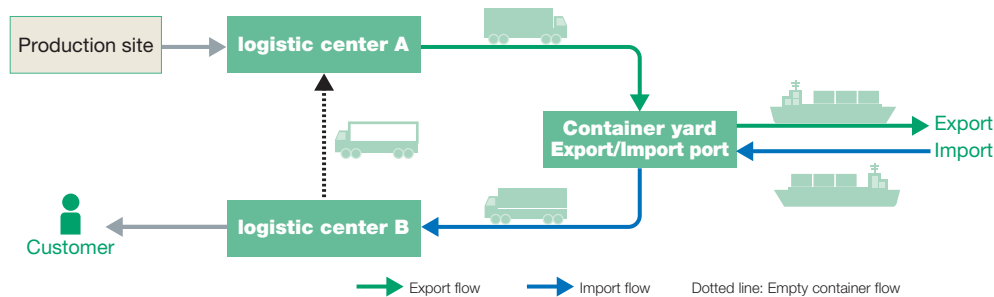 Production site
logistic center A
Container yard
Export/Import port
Export
Import
logistic center B
Customer
Export flow
Import flow
Dotted line: Empty container flow